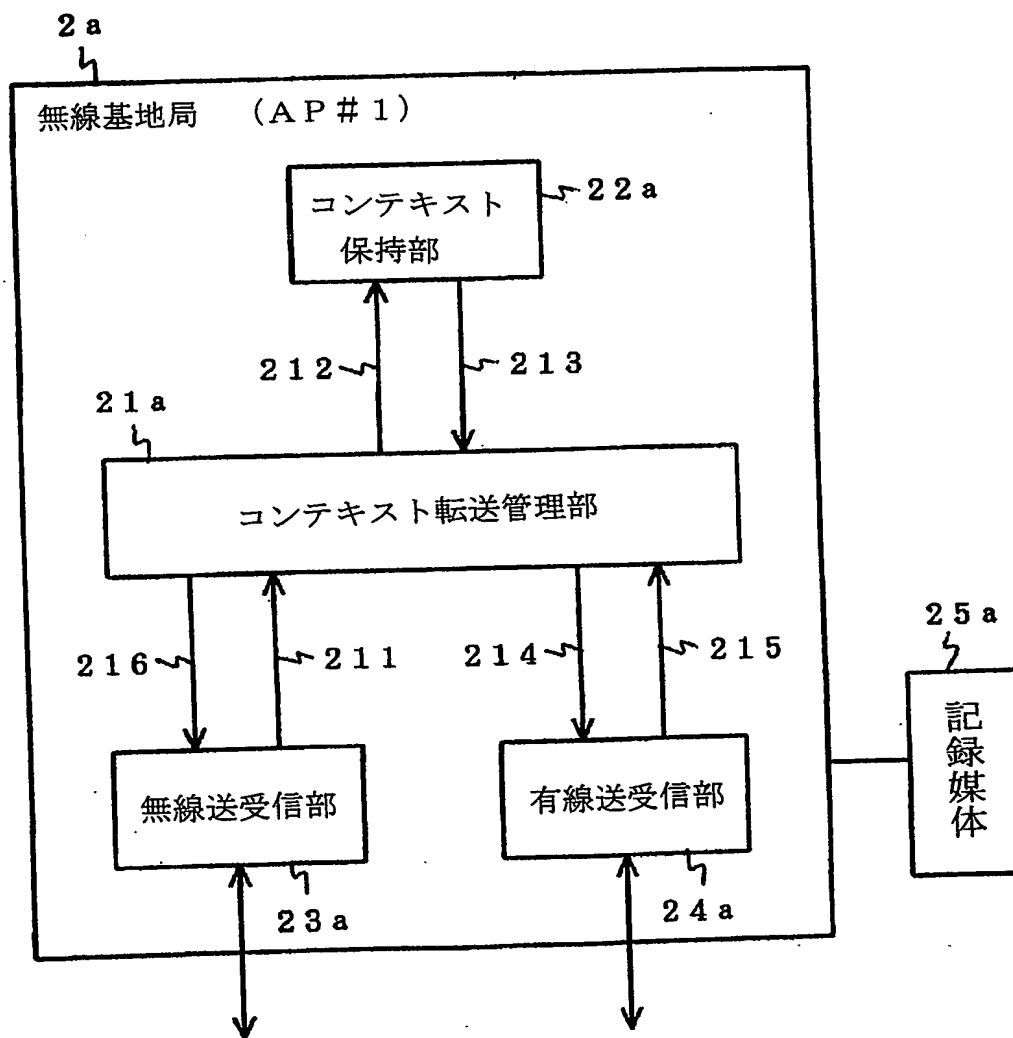 2a
無線基地局 (AP#1)
コンテキスト
保持部
22a
212
213
21a
コンテキスト転送管理部
216
211
214
215
25a
記録媒体
無線送受信部
有線送受信部
23a
24a